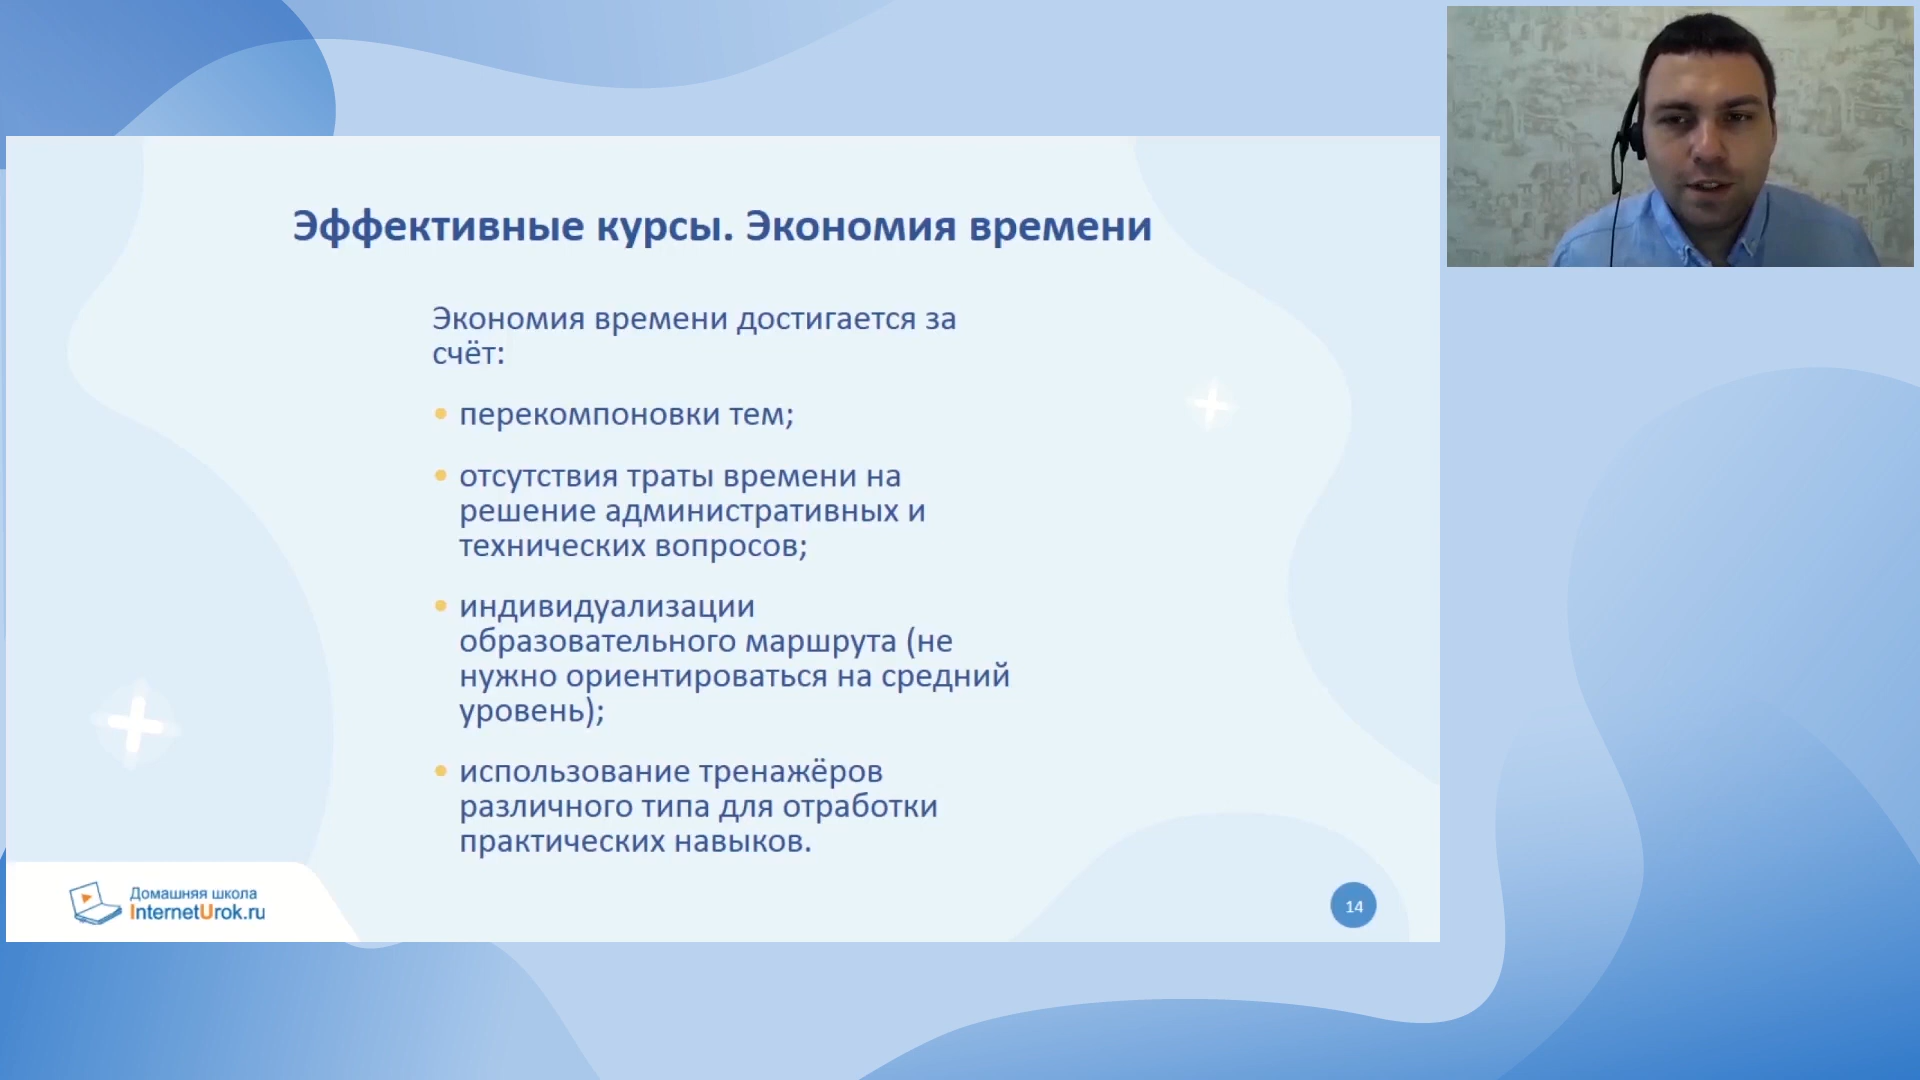 Эффективные курсы. Экономия времени
Экономия времени достигается за
счёт:
перекомпоновки тем;
отсутствия траты времени на
решение административных и
технических вопросов;
индивидуализации
образовательного маршрута (не
нужно ориентироваться на средний
уровень);
использование тренажёров
различного типа для отработки
практических навыков.
Домашняя школа
InternetUrok.ru
14